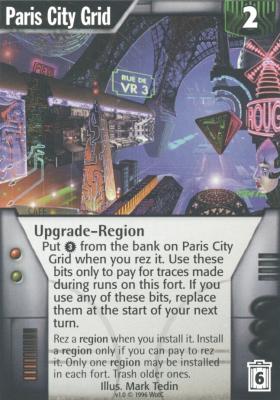 Paris City Grid
2
RUE DE
VR 3
ROUG
CAFE
Upgrade-Region
Put 3 from the bank on Paris City
Grid when you rez it. Use these
bits only to pay for traces made
during runs on this fort. If you
use any of these bits, replace
them at the start of your next
turn.
Rez a region when you install it. Install
a region only if you can pay to rez
it. Only one region may be installed
in each fort. Trash older ones.
Illus. Mark Tedin
v1.0 © 1996 WotC
6